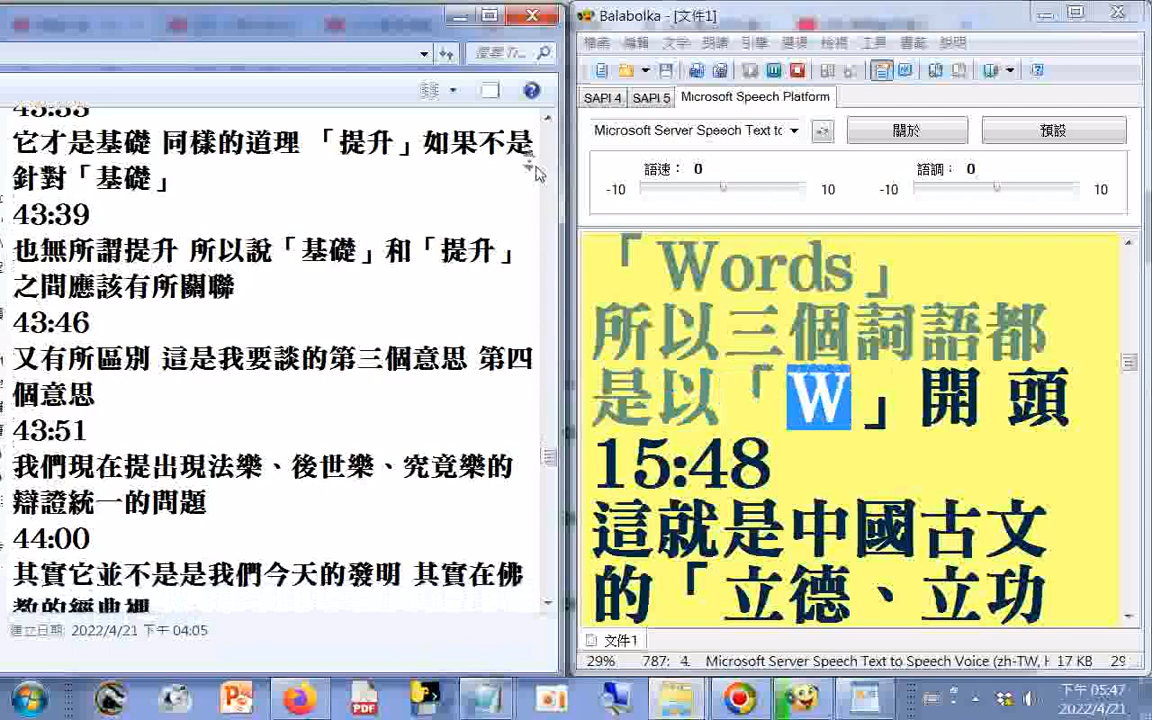 43:35
它才是基礎 同樣的道理 「提升」如果不是
針對「基礎」
43:39
也無所謂提升 所以說「基礎」和「提升」
之間應該有所關聯
43:46
又有所區別 這是我要談的第三個意思 第四
個意思
43:51
我們現在提出現法樂、後世樂、究竟樂的
辯證統一的問題
44:00
其實它並不是是我們今天的發明 其實在佛
教的經典裡
建立日期: 2022/4/21 下午 04:05
Balabolka - [文件1]
檔案 編輯 文字 朗讀 引擎 選項 檢視 工具 書籤 說明
SAPI 4 SAPI 5 Microsoft Speech Platform
Microsoft Server Speech Text to
關於 預設
語速： 0 語調： 0
-10 10 -10 10
「Words」
所以三個詞語都
是以「W」開 頭
15:48
這就是中國古文
的「立德、立功
文件1
29% 787: 4. Microsoft Server Speech Text to Speech Voice (zh-TW, 17 KB 29
下午 05:47
2022/4/21